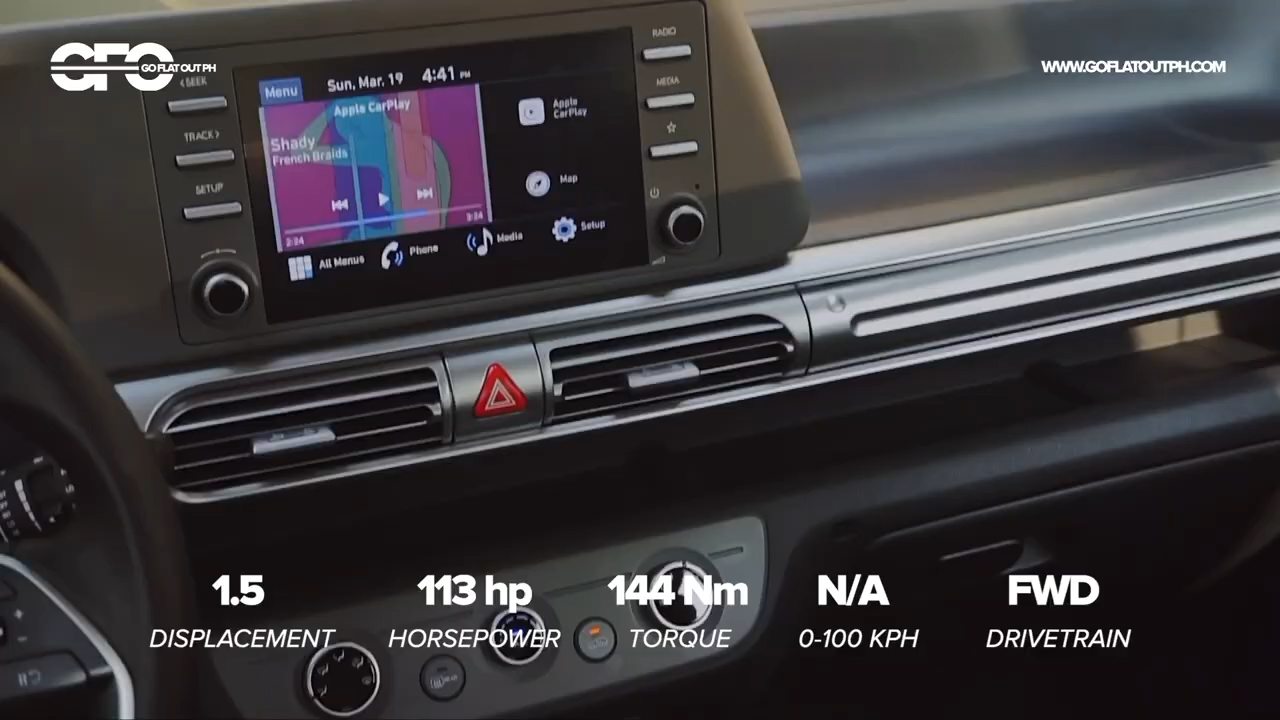 GFO
GO FLAT OUT PH
WWW.GOFLATOUTPH.COM
<SEEK
TRACK>
SETUP
RADIO
MEDIA
Menu
Sun, Mar. 19 4:41 PM
Apple CarPlay
Shady
French Braids
2:34
3:34
Apple
CarPlay
Map
All Menus
Phone
Media
Setup
1.5
113 hp
144 Nm
N/A
FWD
DISPLACEMENT
HORSEPOWER
TORQUE
0-100 KPH
DRIVETRAIN